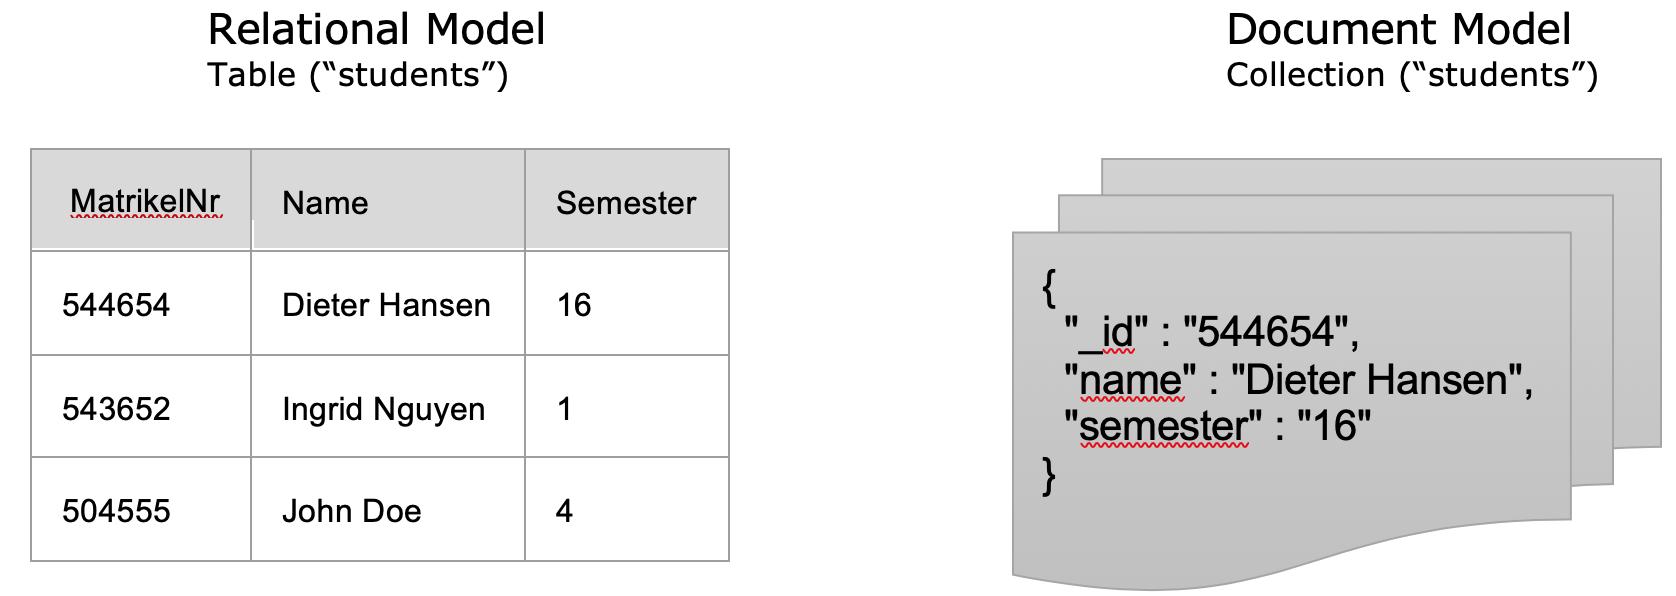 Relational Model
Table (“students”)
MatrikelNr Name Semester
544654 Dieter Hansen 16
543652 Ingrid Nguyen 1
504555 John Doe 4
Document Model
Collection (“students”)
{
"_id" : "544654",
"name" : "Dieter Hansen",
"semester" : "16"
}